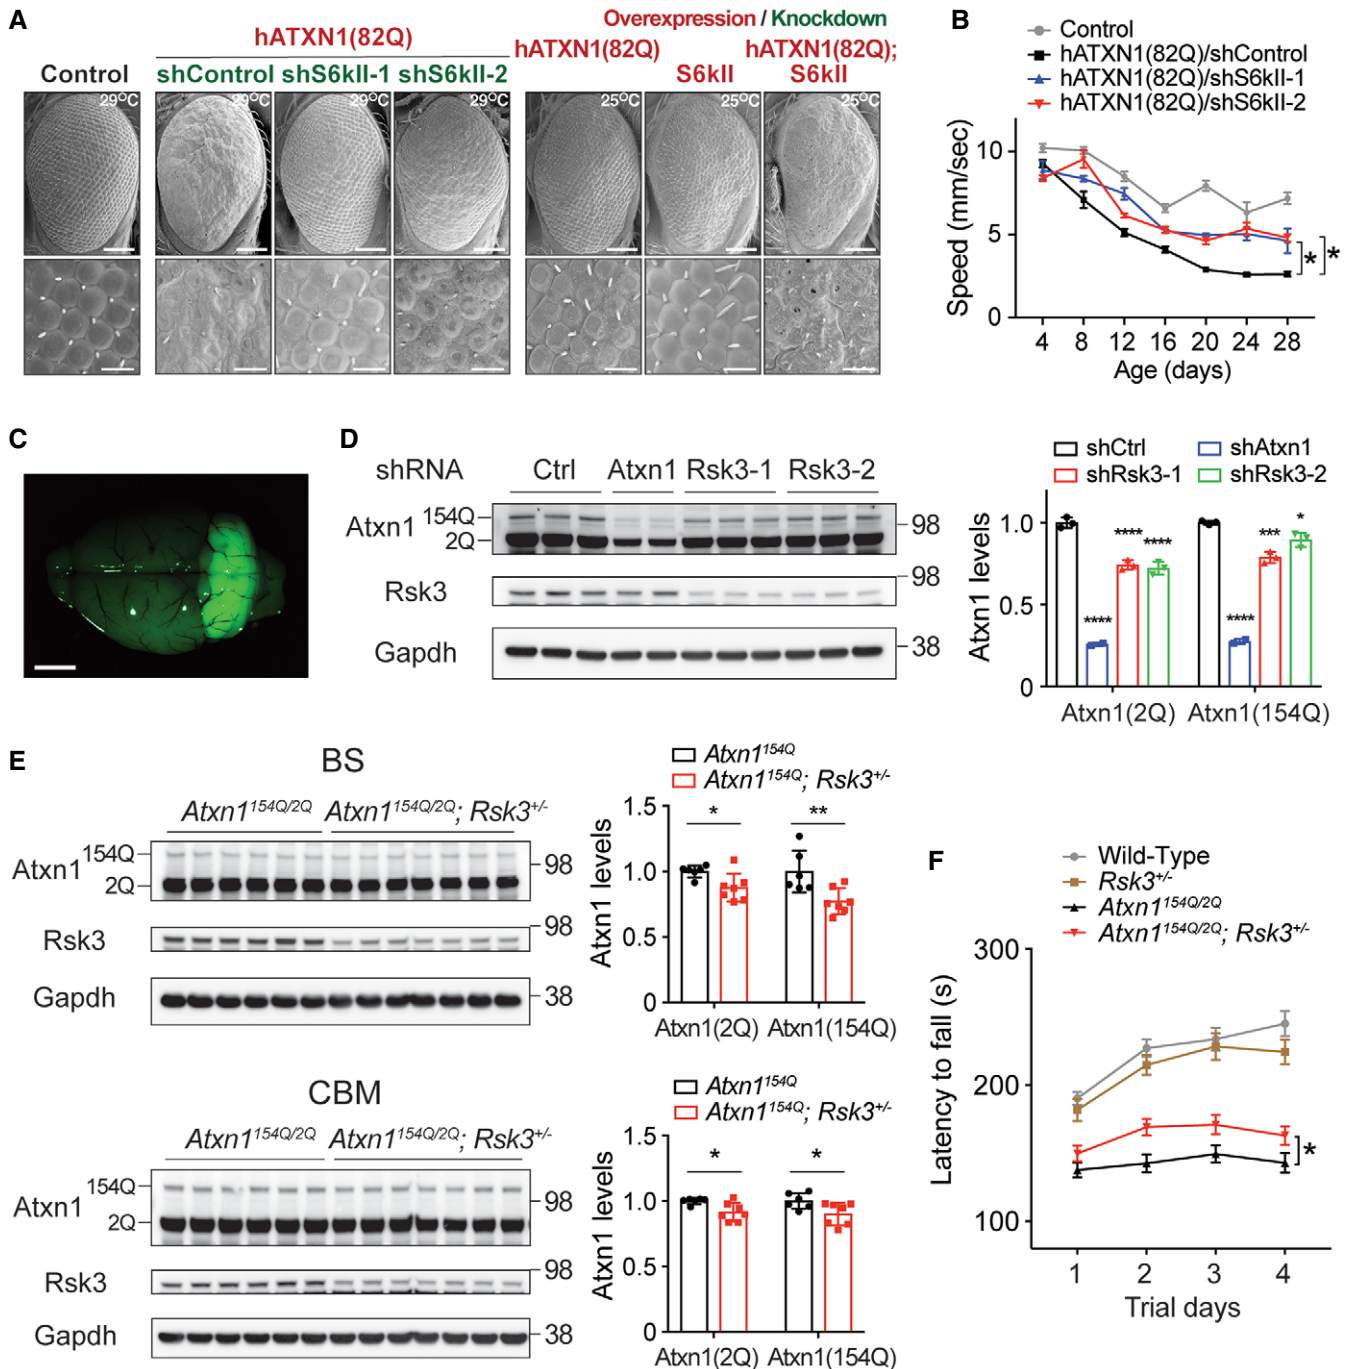 A
Overexpression / Knockdown
hATXN1(82Q)
hATXN1(82Q)
hATXN1(82Q);
Control
shControl
shS6kII-1
shS6kII-2
S6kII
S6kII
29°C
29°C
29°C
29°C
25°C
25°C
25°C
B
Control
hATXN1(82Q)/shControl
hATXN1(82Q)/shS6kII-1
hATXN1(82Q)/shS6kII-2
Speed (mm/sec)
10
5
0
* *
4 8 12 16 20 24 28
Age (days)
C
D
shRNA Ctrl Atxn1 Rsk3-1 Rsk3-2
Atxn1 154Q
2Q
98
Rsk3
98
Gapdh
38
shCtrl
shAtxn1
shRsk3-1
shRsk3-2
Atxn1 levels
1.0
0.5
0
**** **** ****
**** *** *
Atxn1(2Q) Atxn1(154Q)
E
BS
Atxn1154Q/2Q Atxn1154Q/2Q; Rsk3+/-
Atxn1 154Q
2Q
98
Rsk3
98
Gapdh
38
Atxn1154Q
Atxn1154Q; Rsk3+/-
Atxn1 levels
1.5
1.0
0.5
0
* **
Atxn1(2Q) Atxn1(154Q)
CBM
Atxn1154Q/2Q Atxn1154Q/2Q; Rsk3+/-
Atxn1 154Q
2Q
98
Rsk3
98
Gapdh
38
Atxn1154Q
Atxn1154Q; Rsk3+/-
Atxn1 levels
1.5
1.0
0.5
0
* *
Atxn1(2Q) Atxn1(154Q)
F
Wild-Type
Rsk3+/-
Atxn1154Q/2Q
Atxn1154Q/2Q; Rsk3+/-
Latency to fall (s)
300
200
100
*
1 2 3 4
Trial days